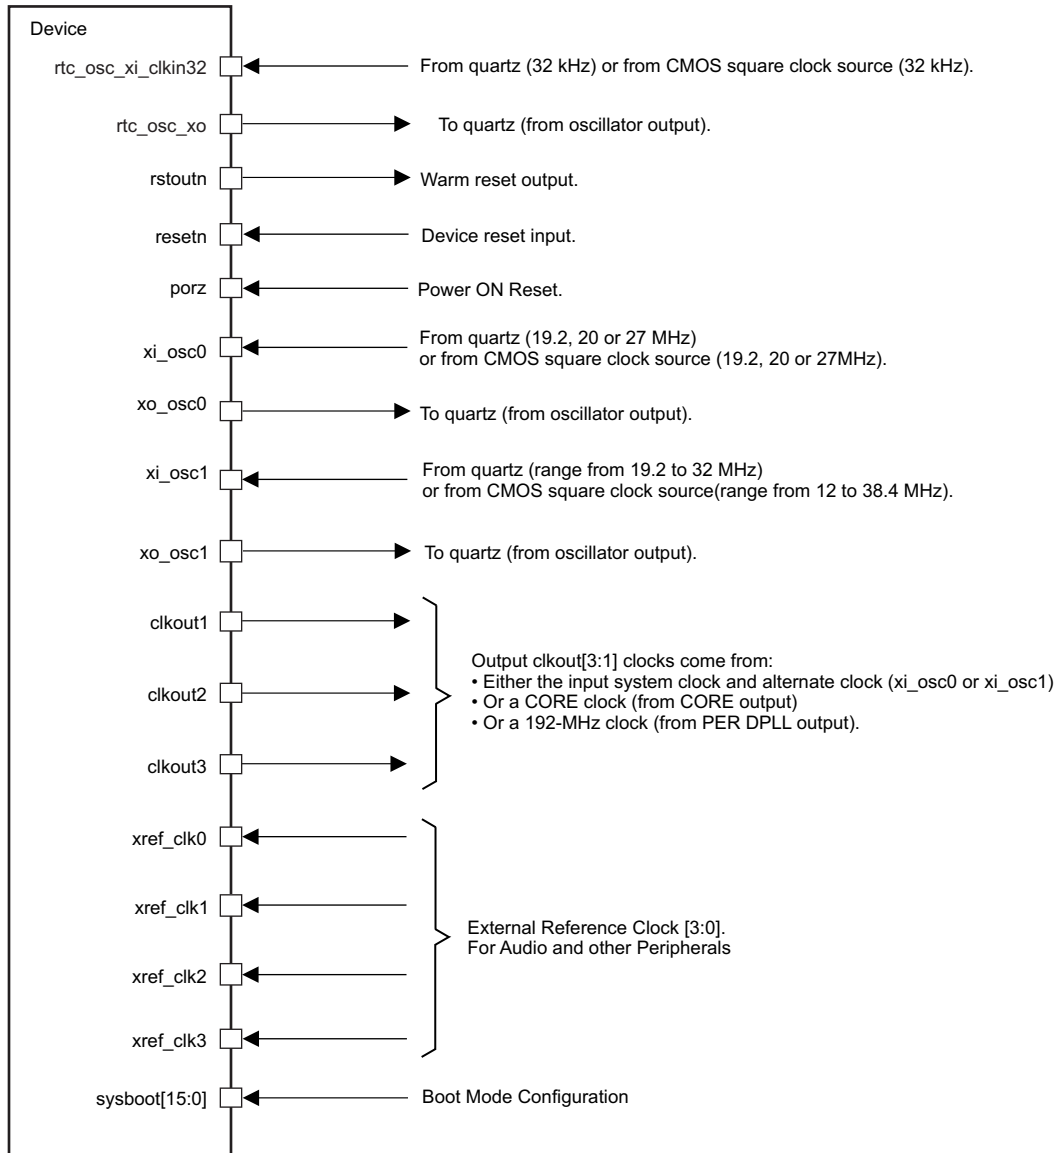 Device
rtc_osc_xi_clkin32
From quartz (32 kHz) or from CMOS square clock source (32 kHz).
rtc_osc_xo
To quartz (from oscillator output).
rstoutn
Warm reset output.
resetn
Device reset input.
porz
Power ON Reset.
xi_osc0
From quartz (19.2, 20 or 27 MHz)
or from CMOS square clock source (19.2, 20 or 27MHz).
xo_osc0
To quartz (from oscillator output).
xi_osc1
From quartz (range from 19.2 to 32 MHz)
or from CMOS square clock source(range from 12 to 38.4 MHz).
xo_osc1
To quartz (from oscillator output).
clkout1
clkout2
clkout3
Output clkout[3:1] clocks come from:
• Either the input system clock and alternate clock (xi_osc0 or xi_osc1)
• Or a CORE clock (from CORE output)
• Or a 192-MHz clock (from PER DPLL output).
xref_clk0
xref_clk1
xref_clk2
xref_clk3
External Reference Clock [3:0].
For Audio and other Peripherals
sysboot[15:0]
Boot Mode Configuration